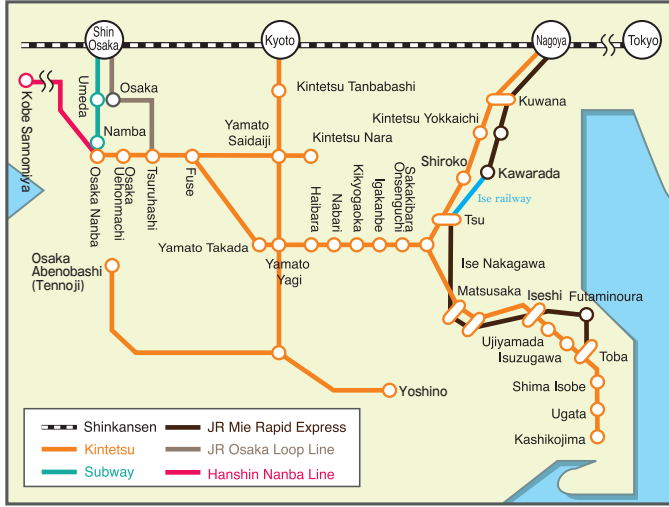 Shin
Osaka
Kyoto
Nagoya
Tokyo
Kobe Sannomiya
Umeda
Osaka
Namba
Kintetsu Tanbabashi
Yamato
Saidaiji
Kintetsu Nara
Kintetsu Yokkaichi
Kuwana
Osaka Nanba
Osaka
Uehonmachi
Tsuruhashi
Fuse
Shiroko
Kawarada
Ise railway
Tsu
Yamato Takada
Yamato
Yagi
Haibara
Nabari
Kikyogaoka
Igakanbe
Sakakibara
Onsenguchi
Osaka
Abenobashi
(Tennoji)
Ise Nakagawa
Matsusaka
Iseshi
Futaminoura
Ujiyamada
Isuzugawa
Toba
Yoshino
Shima Isobe
Ugata
Kashikojima
Shinkansen
JR Mie Rapid Express
Kintetsu
JR Osaka Loop Line
Subway
Hanshin Nanba Line